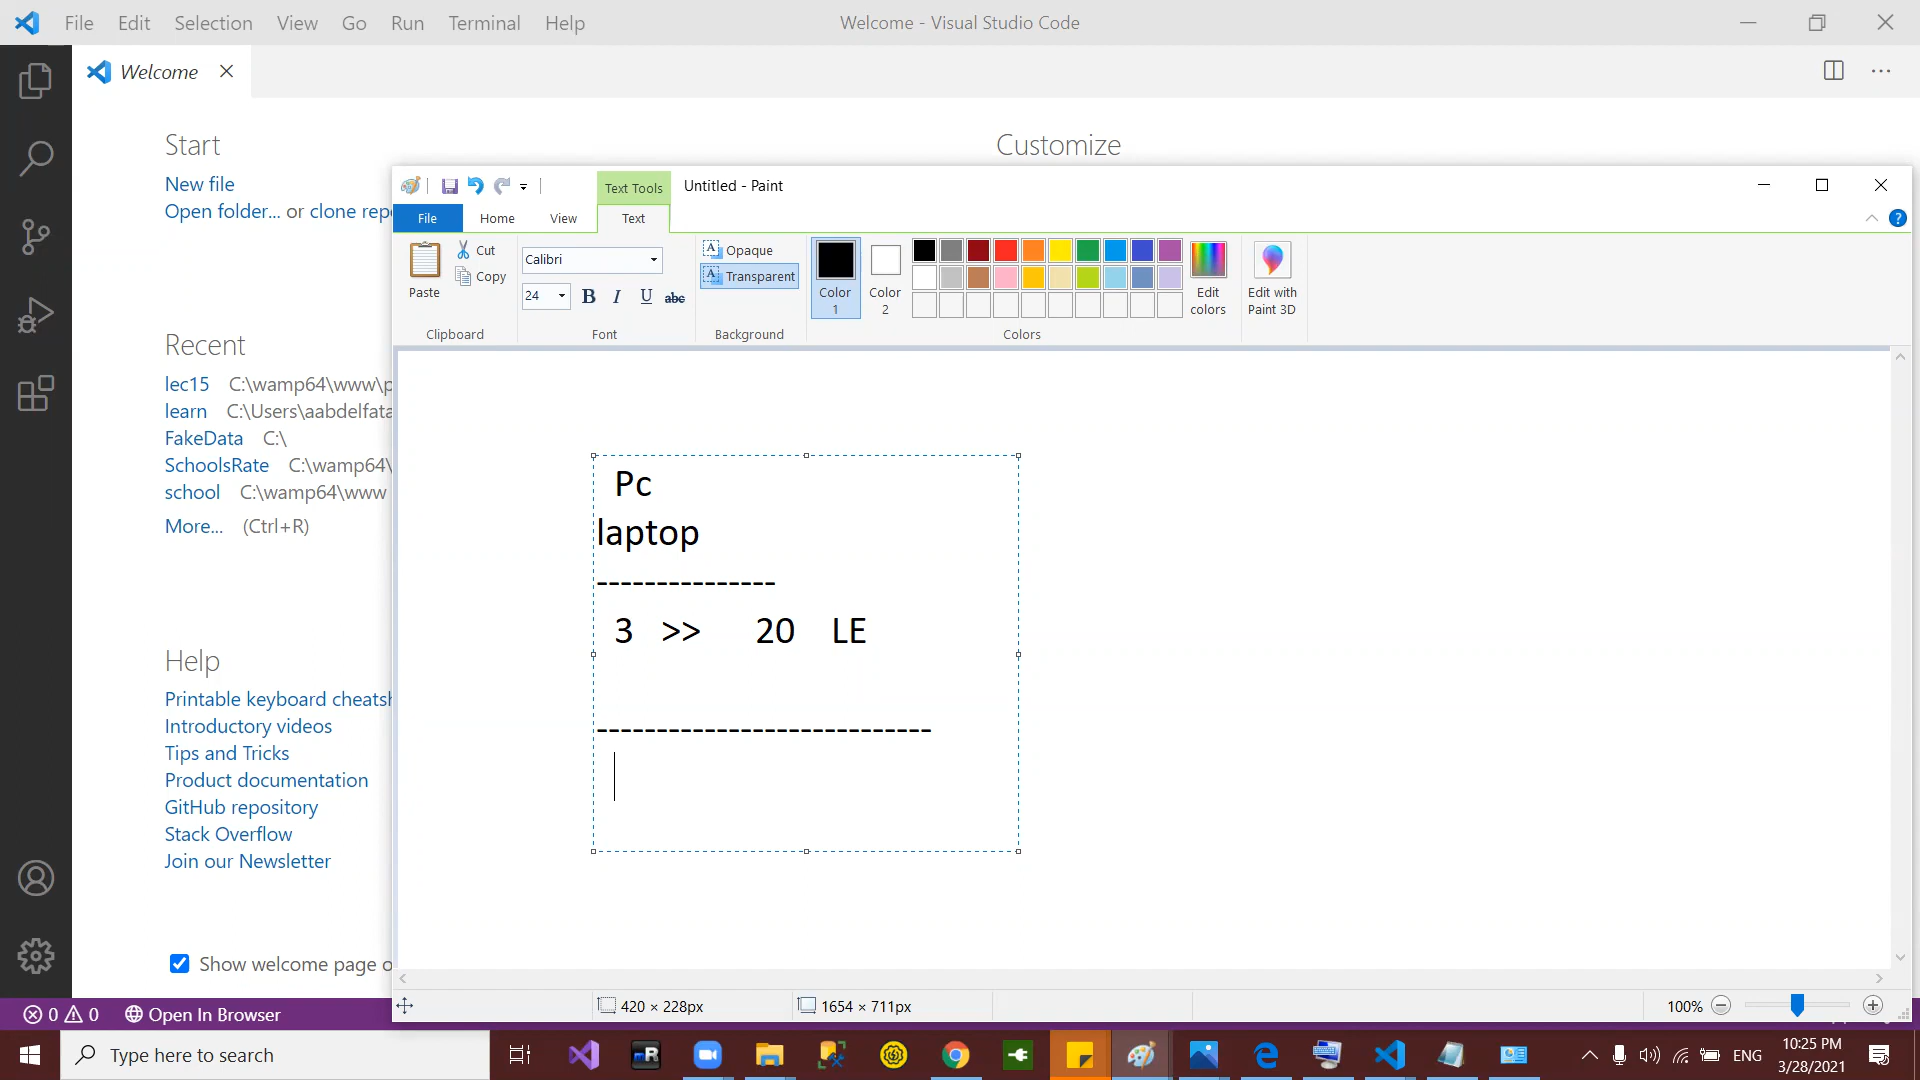 File Edit Selection View Go Run Terminal Help Welcome - Visual Studio Code
Welcome
Start
Customize
New file
Open folder... or clone rep
Recent
lec15 C:\wamp64\www\p
learn C:\Users\aabdelfata
FakeData C:\
SchoolsRate C:\wamp64\
school C:\wamp64\www
More... (Ctrl+R)
Help
Printable keyboard cheatsh
Introductory videos
Tips and Tricks
Product documentation
GitHub repository
Stack Overflow
Join our Newsletter
Show welcome page o
0 0 Open In Browser
Text Tools Untitled - Paint
File Home View Text
Paste
Cut
Copy
Clipboard
Calibri
24 B I U abc
Font
A Opaque
A Transparent
Background
Color 1
Color 2
Edit colors
Colors
Edit with Paint 3D
Pc
laptop
---------------
3 >> 20 LE
----------------------------
420 × 228px 1654 × 711px 100%
Type here to search
ENG
10:25 PM
3/28/2021